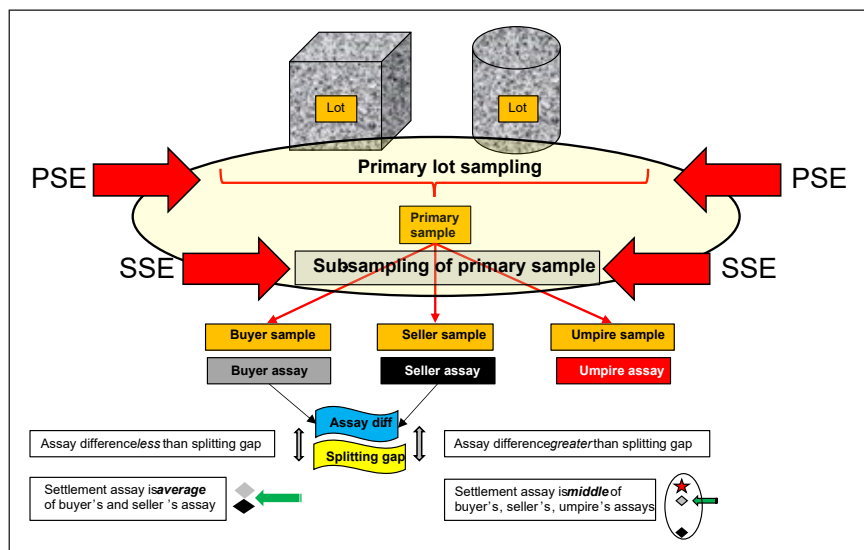 Lot
Lot
PSE
Primary lot sampling
PSE
Primary
sample
SSE
Subsampling of primary sample
SSE
Buyer sample
Seller sample
Umpire sample
Buyer assay
Seller assay
Umpire assay
Assay diff
Splitting gap
Assay differenceless than splitting gap
Assay differencegreater than splitting gap
Settlement assay isaverage
of buyer's and seller 's assay
Settlement assay ismiddle of
buyer's, seller's, umpire's assays